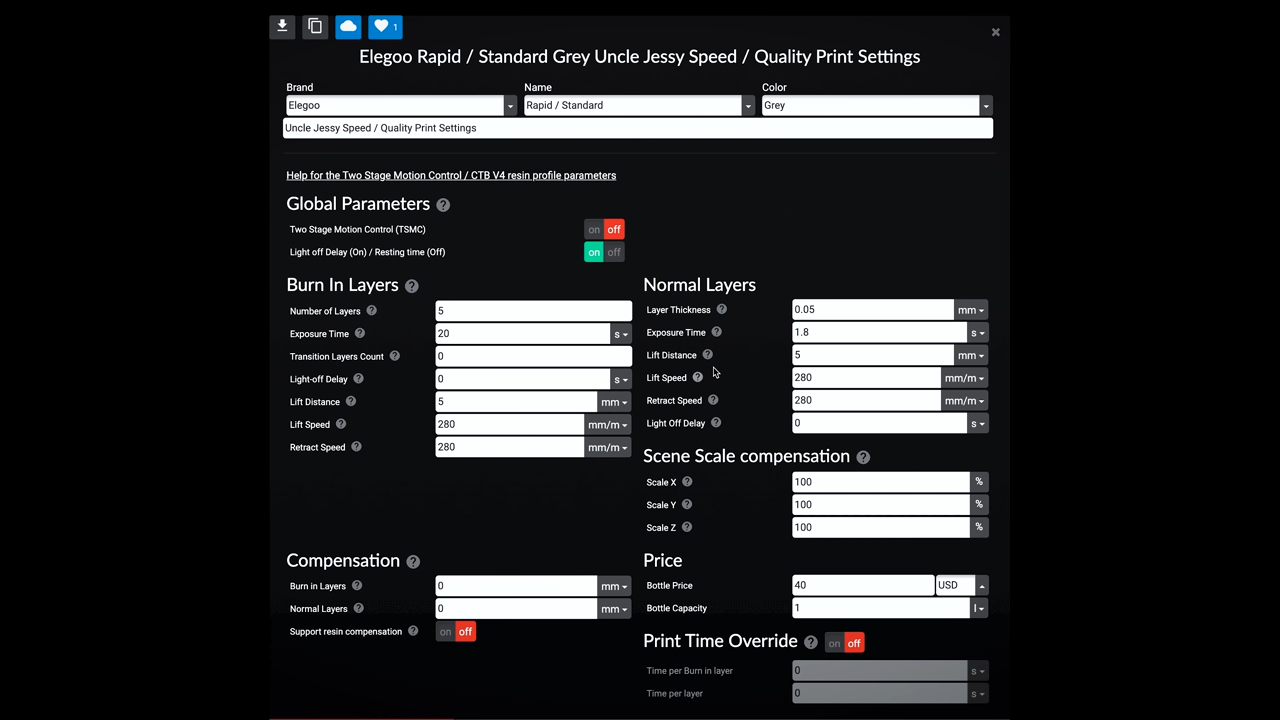 1
×
Elegoo Rapid / Standard Grey Uncle Jessy Speed / Quality Print Settings
Brand Name Color
Elegoo Rapid / Standard Grey
Uncle Jessy Speed / Quality Print Settings
Help for the Two Stage Motion Control / CTB V4 resin profile parameters
Global Parameters ?
Two Stage Motion Control (TSMC) on off
Light off Delay (On) / Resting time (Off) on off
Burn In Layers ?
Number of Layers ? 5
Exposure Time ? 20 s
Transition Layers Count ? 0
Light-off Delay ? 0 s
Lift Distance ? 5 mm
Lift Speed ? 280 mm/m
Retract Speed ? 280 mm/m
Normal Layers
Layer Thickness ? 0.05 mm
Exposure Time ? 1.8 s
Lift Distance ? 5 mm
Lift Speed ? 280 mm/m
Retract Speed ? 280 mm/m
Light Off Delay ? 0 s
Scene Scale compensation ?
Scale X ? 100 %
Scale Y ? 100 %
Scale Z ? 100 %
Compensation ?
Burn in Layers ? 0 mm
Normal Layers ? 0 mm
Support resin compensation ? on off
Price
Bottle Price 40 USD
Bottle Capacity 1 l
Print Time Override ? on off
Time per Burn in layer 0 s
Time per layer 0 s